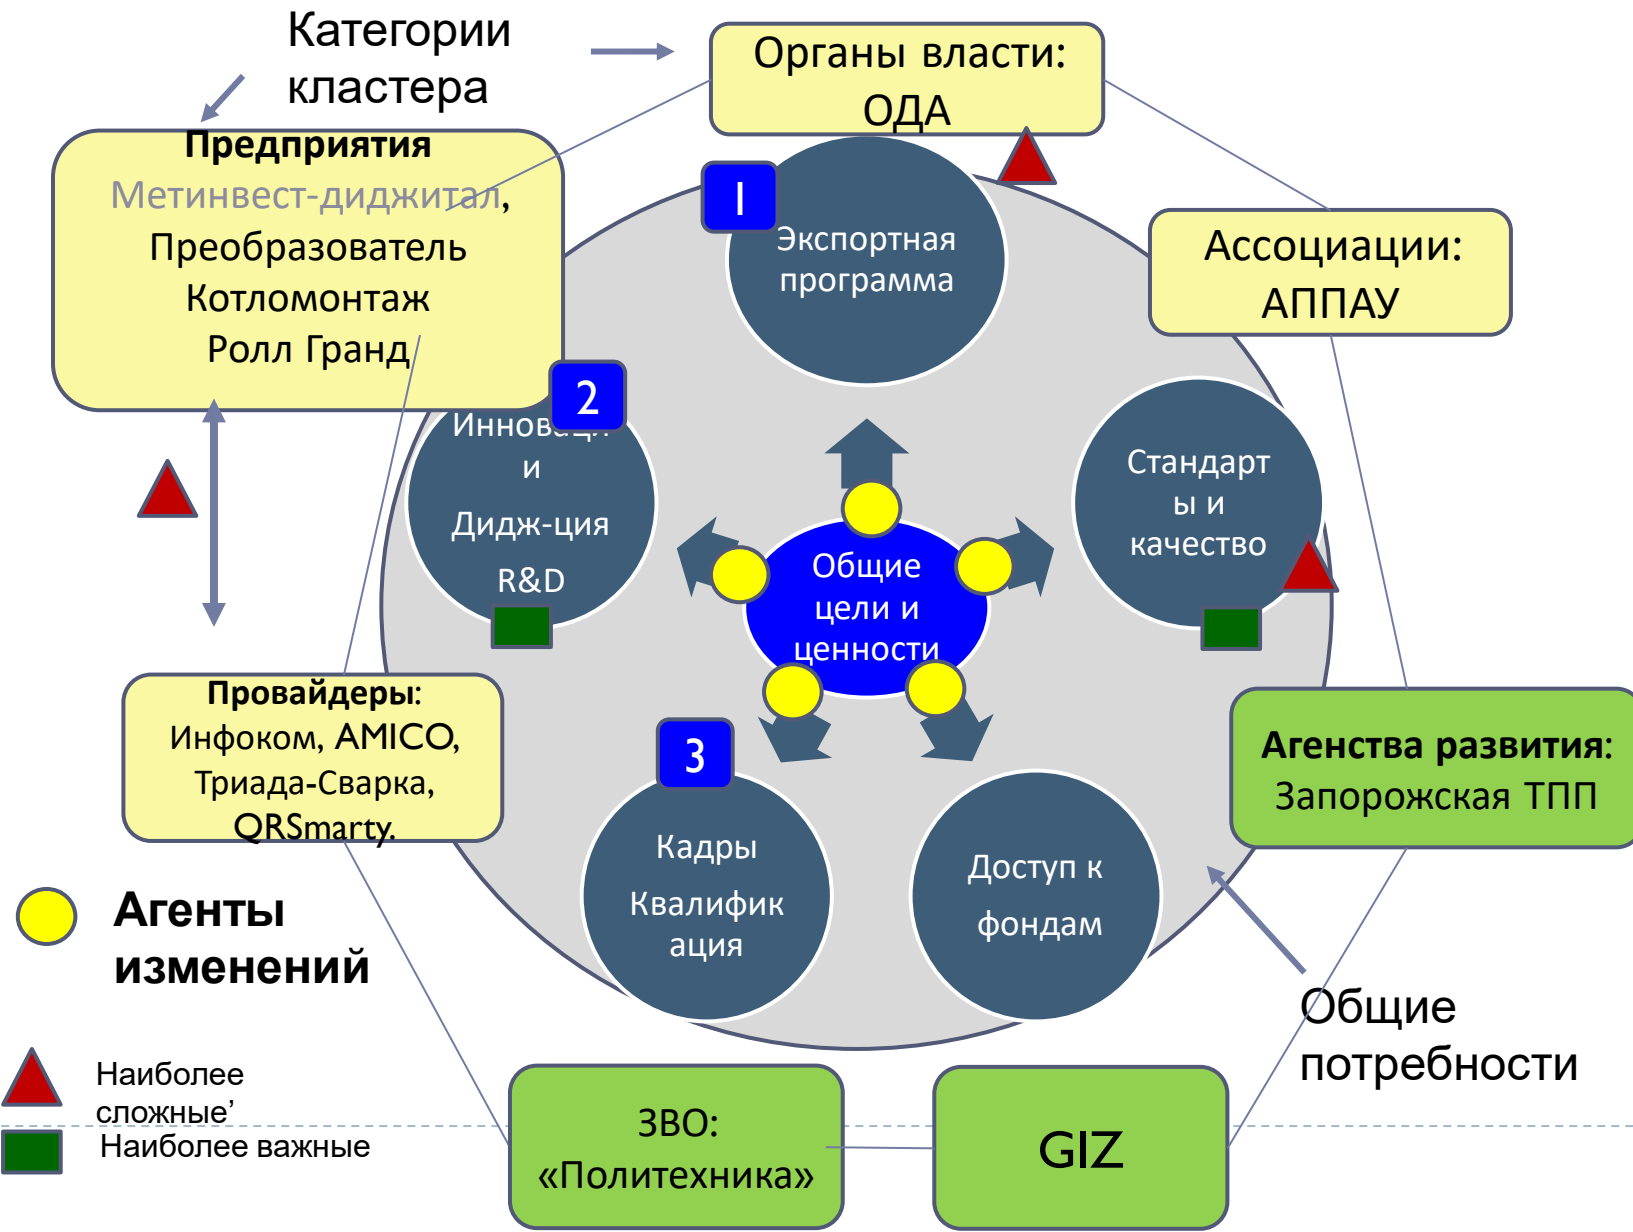 Категории
кластера
Органы власти:
ОДА
Предприятия
Метинвест-диджитал,
Преобразователь
Котломонтаж
Ролл Гранд
1
Экспортная
программа
Ассоциации:
АППАУ
2
Инноваци
и
Дидж-ция
R&D
Стандарт
ы и
качество
Общие
цели и
ценности
Провайдеры:
Инфоком, AMICO,
Триада-Сварка,
QRSmarty.
3
Кадры
Квалифик
ация
Доступ к
фондам
Агенства развития:
Запорожская ТПП
Агенты
изменений
Общие
потребности
Наиболее
сложные’
Наиболее важные
ЗВО:
«Политехника»
GIZ